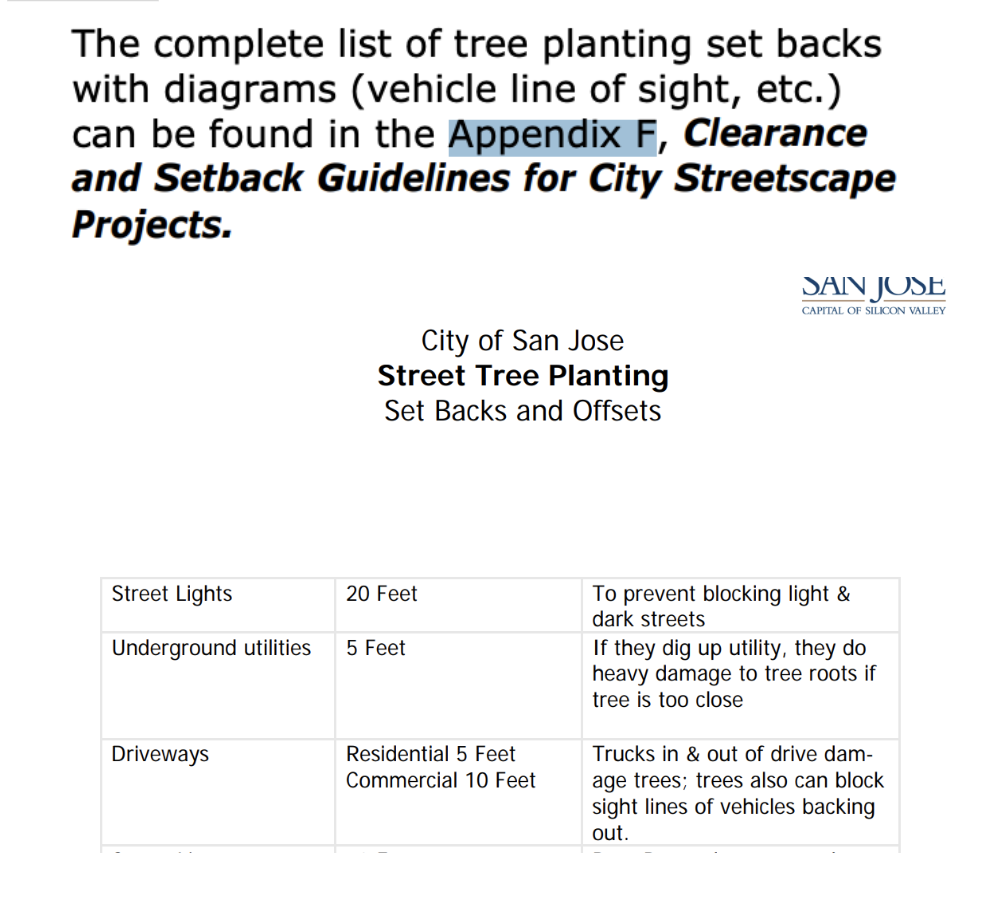 The complete list of tree planting set backs
with diagrams (vehicle line of sight, etc.)
can be found in the Appendix F, Clearance
and Setback Guidelines for City Streetscape
Projects.
SAN JOSE
CAPITAL OF SILICON VALLEY
City of San Jose
Street Tree Planting
Set Backs and Offsets
Street Lights
20 Feet
To prevent blocking light &
dark streets
Underground utilities
5 Feet
If they dig up utility, they do
heavy damage to tree roots if
tree is too close
Driveways
Residential 5 Feet
Commercial 10 Feet
Trucks in & out of drive dam-
age trees; trees also can block
sight lines of vehicles backing
out.